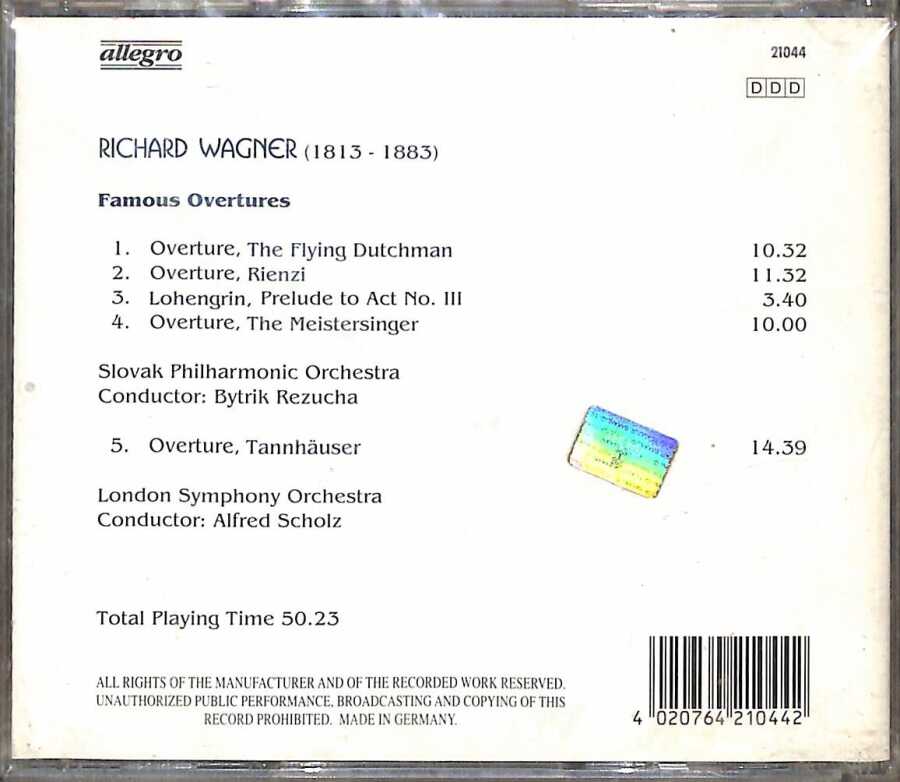 allegro
21044
DDD
RICHARD WAGNER (1813 - 1883)
Famous Overtures
1. Overture, The Flying Dutchman 10.32
2. Overture, Rienzi 11.32
3. Lohengrin, Prelude to Act No. III 3.40
4. Overture, The Meistersinger 10.00
Slovak Philharmonic Orchestra
Conductor: Bytrik Rezucha
5. Overture, Tannhäuser 14.39
London Symphony Orchestra
Conductor: Alfred Scholz
Total Playing Time 50.23
ALL RIGHTS OF THE MANUFACTURER AND OF THE RECORDED WORK RESERVED.
UNAUTHORIZED PUBLIC PERFORMANCE, BROADCASTING AND COPYING OF THIS
RECORD PROHIBITED. MADE IN GERMANY.
4 020764 210442